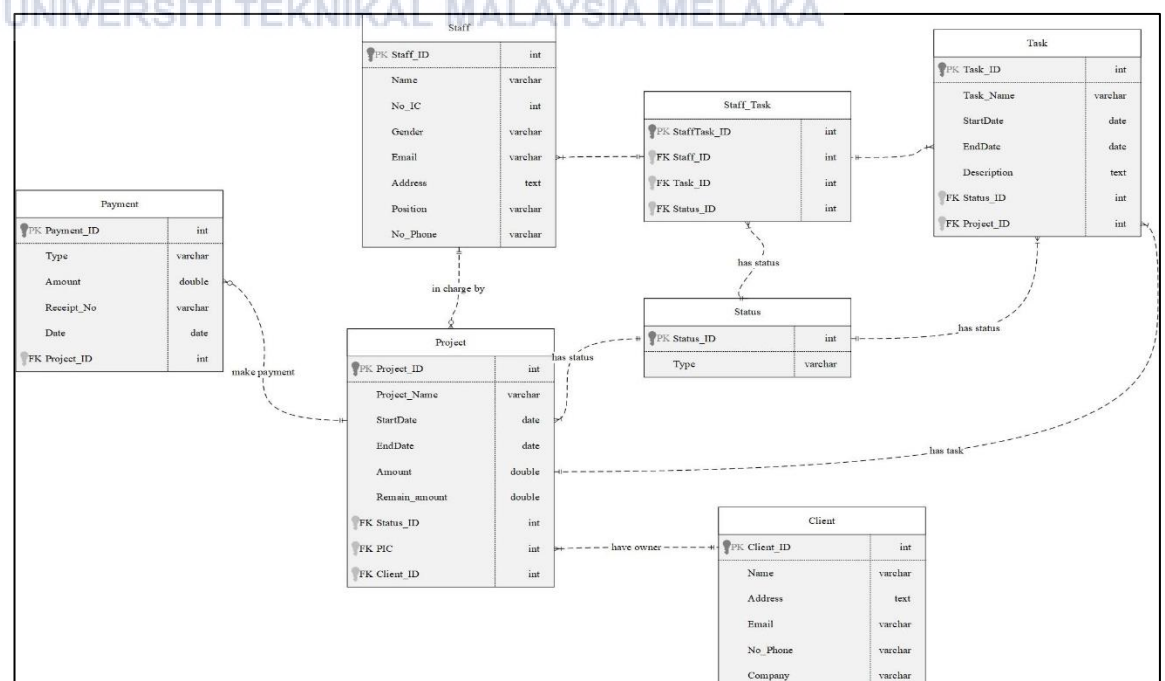 UNIVERSITI TEKNIKAL MALAYSIA MELAKA
Staff
PK Staff_ID int
Name varchar
No_IC int
Gender varchar
Email varchar
Address text
Position varchar
No_Phone varchar
Task
PK Task_ID int
Task_Name varchar
StartDate date
EndDate date
Description text
FK Status_ID int
FK Project_ID int
Staff_Task
PK StaffTask_ID int
FK Staff_ID int
FK Task_ID int
FK Status_ID int
Payment
PK Payment_ID int
Type varchar
Amount double
Receipt_No varchar
Date date
FK Project_ID int
has status
in charge by
Status
PK Status_ID int
Type varchar
has status
has status
make payment
Project
PK Project_ID int
Project_Name varchar
StartDate date
EndDate date
Amount double
Remain_amount double
FK Status_ID int
FK PIC int
FK Client_ID int
has task
have owner
Client
PK Client_ID int
Name varchar
Address text
Email varchar
No_Phone varchar
Company varchar